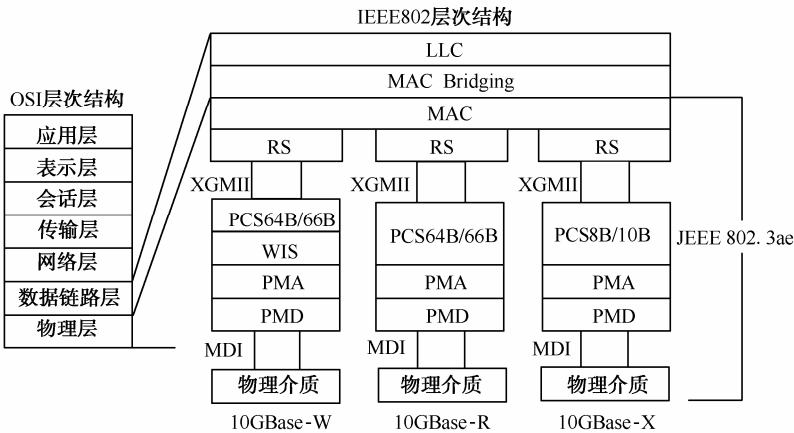 IEEE802层次结构
LLC
MAC Bridging
MAC
OSI层次结构
应用层
表示层
会话层
传输层
网络层
数据链路层
物理层
RS
RS
RS
XGMII
XGMII
XGMII
PCS64B/66B
WIS
PMA
PMD
PCS64B/66B
PMA
PMD
PCS8B/10B
PMA
PMD
JEEE 802. 3ae
MDI
MDI
MDI
物理介质
物理介质
物理介质
10GBase-W
10GBase-R
10GBase-X